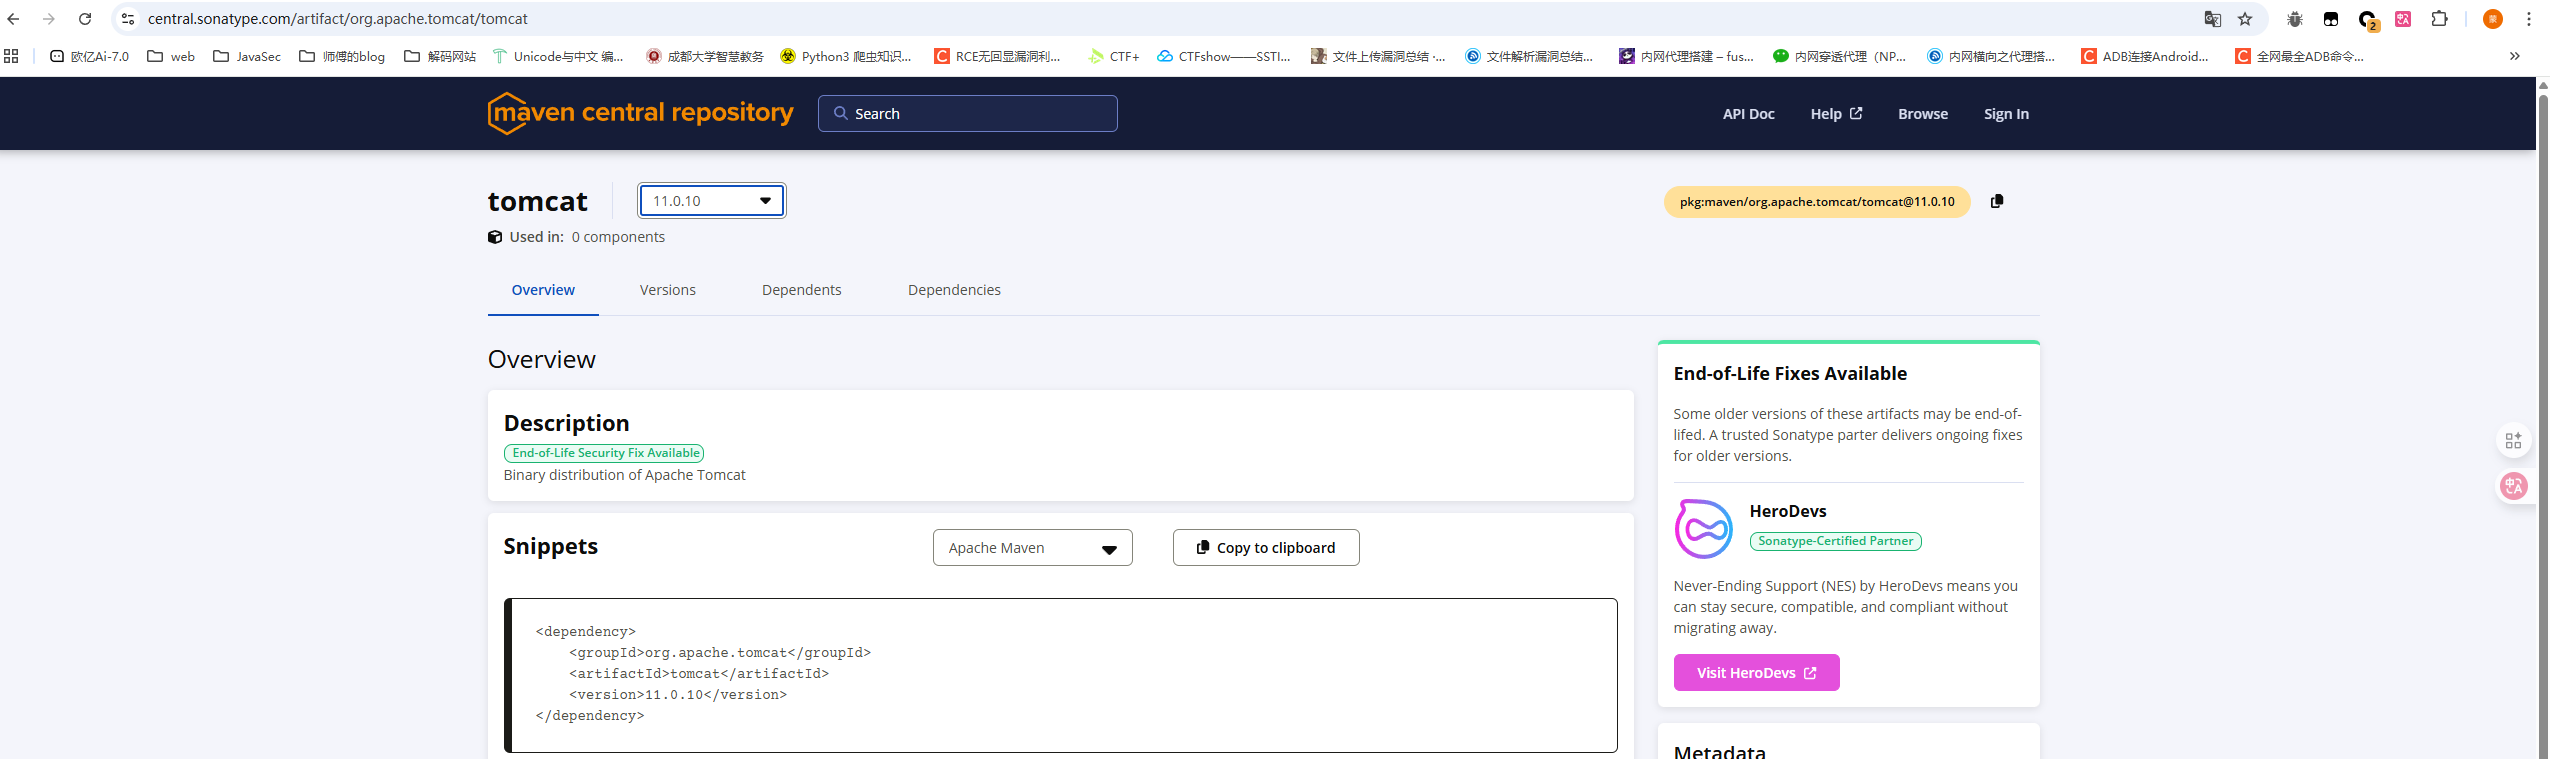 central.sonatype.com/artifact/org.apache.tomcat/tomcat
2
蒙
欧亿Ai-7.0
web
JavaSec
师傅的blog
解码网站
Unicode与中文 编...
成都大学智慧教务
Python3 爬虫知识...
RCE无回显漏洞利...
CTF+
CTFshow——SSTI...
文件上传漏洞总结 ·...
文件解析漏洞总结...
内网代理搭建 – fus...
内网穿透代理（NP...
内网横向之代理搭...
ADB连接Android...
全网最全ADB命令...
maven central repository
Search
API Doc
Help
Browse
Sign In
tomcat
11.0.10
pkg:maven/org.apache.tomcat/tomcat@11.0.10
Used in: 0 components
Overview
Versions
Dependents
Dependencies
Overview
Description
End-of-Life Security Fix Available
Binary distribution of Apache Tomcat
Snippets
Apache Maven
Copy to clipboard
<dependency>
    <groupId>org.apache.tomcat</groupId>
    <artifactId>tomcat</artifactId>
    <version>11.0.10</version>
</dependency>
End-of-Life Fixes Available
Some older versions of these artifacts may be end-of-
lifed. A trusted Sonatype parter delivers ongoing fixes
for older versions.
HeroDevs
Sonatype-Certified Partner
Never-Ending Support (NES) by HeroDevs means you
can stay secure, compatible, and compliant without
migrating away.
Visit HeroDevs
Metadata